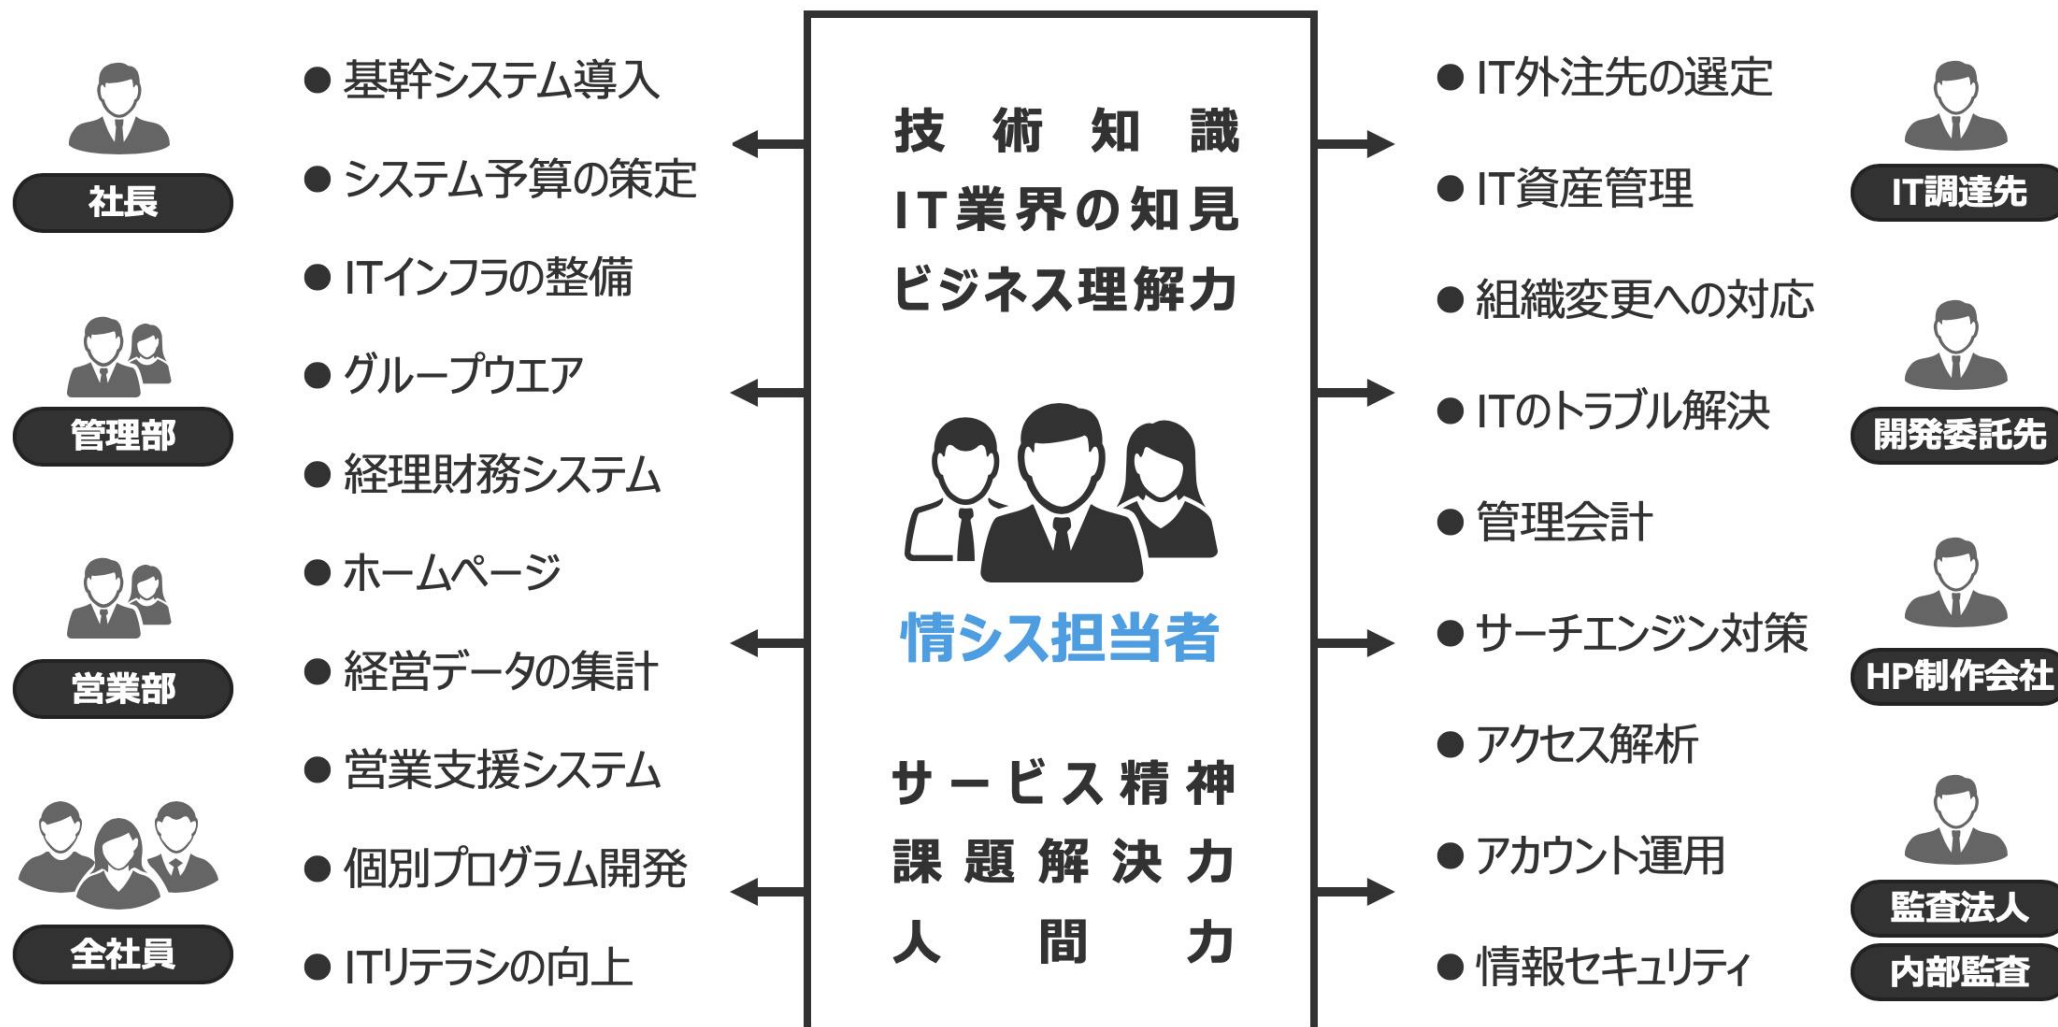 社長
管理部
営業部
全社員
● 基幹システム導入
● システム予算の策定
● ITインフラの整備
● グループウエア
● 経理財務システム
● ホームページ
● 経営データの集計
● 営業支援システム
● 個別プログラム開発
● ITリテラシの向上
技術知識
IT業界の知見
ビジネス理解力
情シス担当者
サービス精神
課題解決力
人間力
● IT外注先の選定
● IT資産管理
● 組織変更への対応
● ITのトラブル解決
● 管理会計
● サーチエンジン対策
● アクセス解析
● アカウント運用
● 情報セキュリティ
IT調達先
開発委託先
HP制作会社
監査法人
内部監査